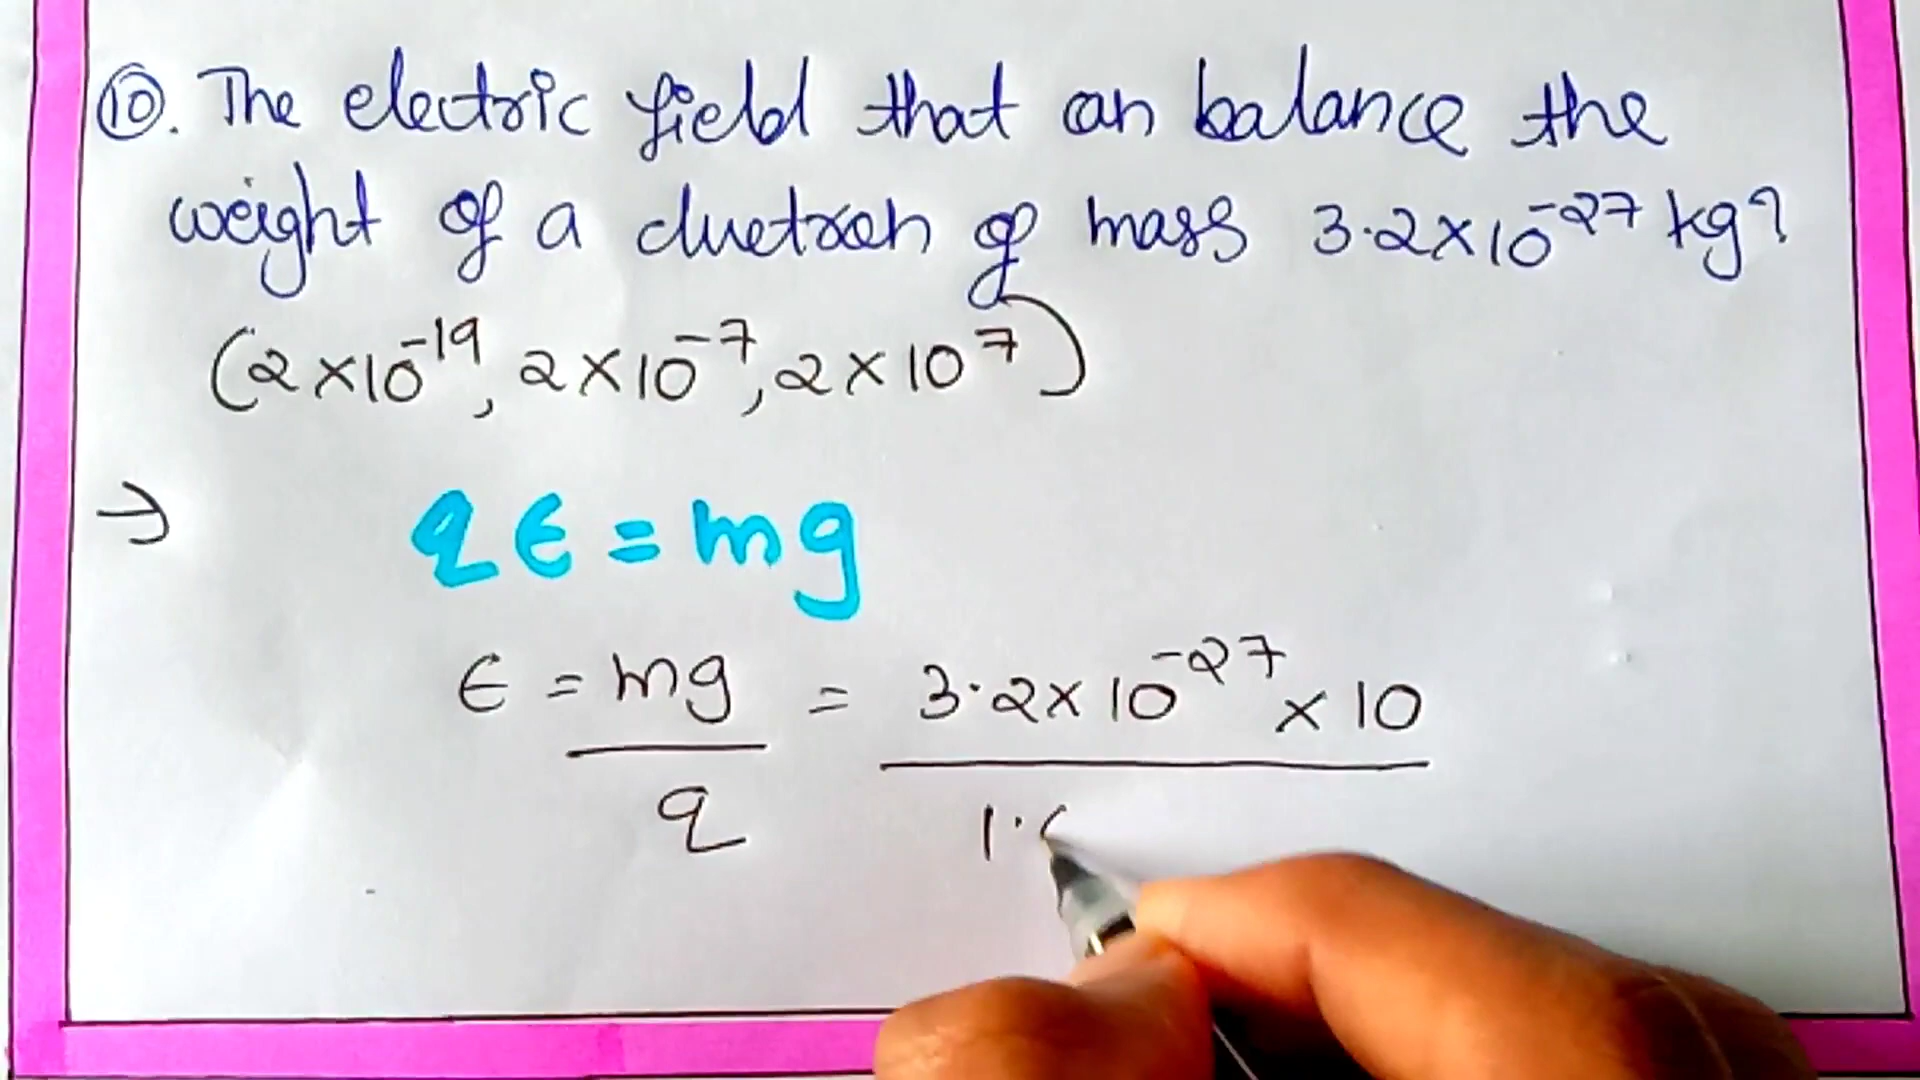 ⑩. The electric field that can balance the
weight of a duetron of mass 3.2×10⁻²⁷ kg?
(2×10⁻¹⁹, 2×10⁻⁷, 2×10⁷)
→ qE = mg
E = mg/q = 3.2×10⁻²⁷×10
1.